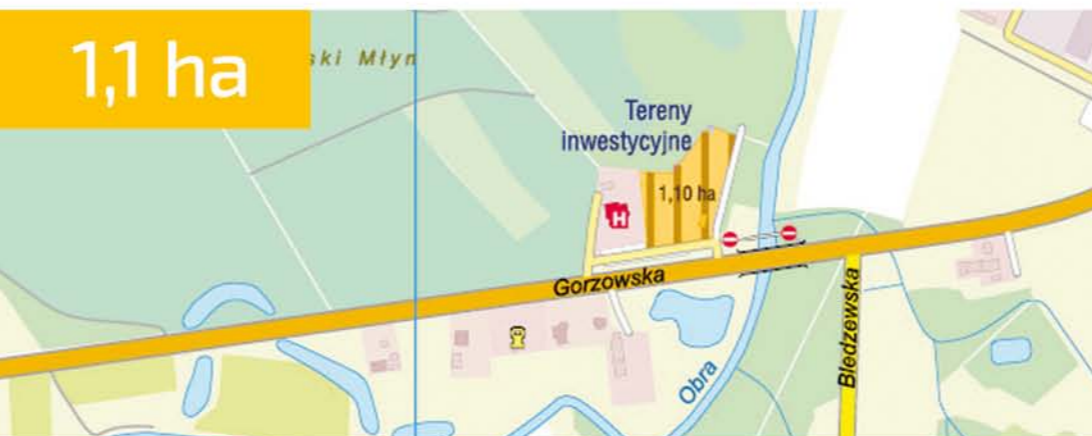 1,1 ha
ski Młyn
Tereny
inwestycyjne
1,10 ha
H
Gorzowska
Bledzewska
Obra